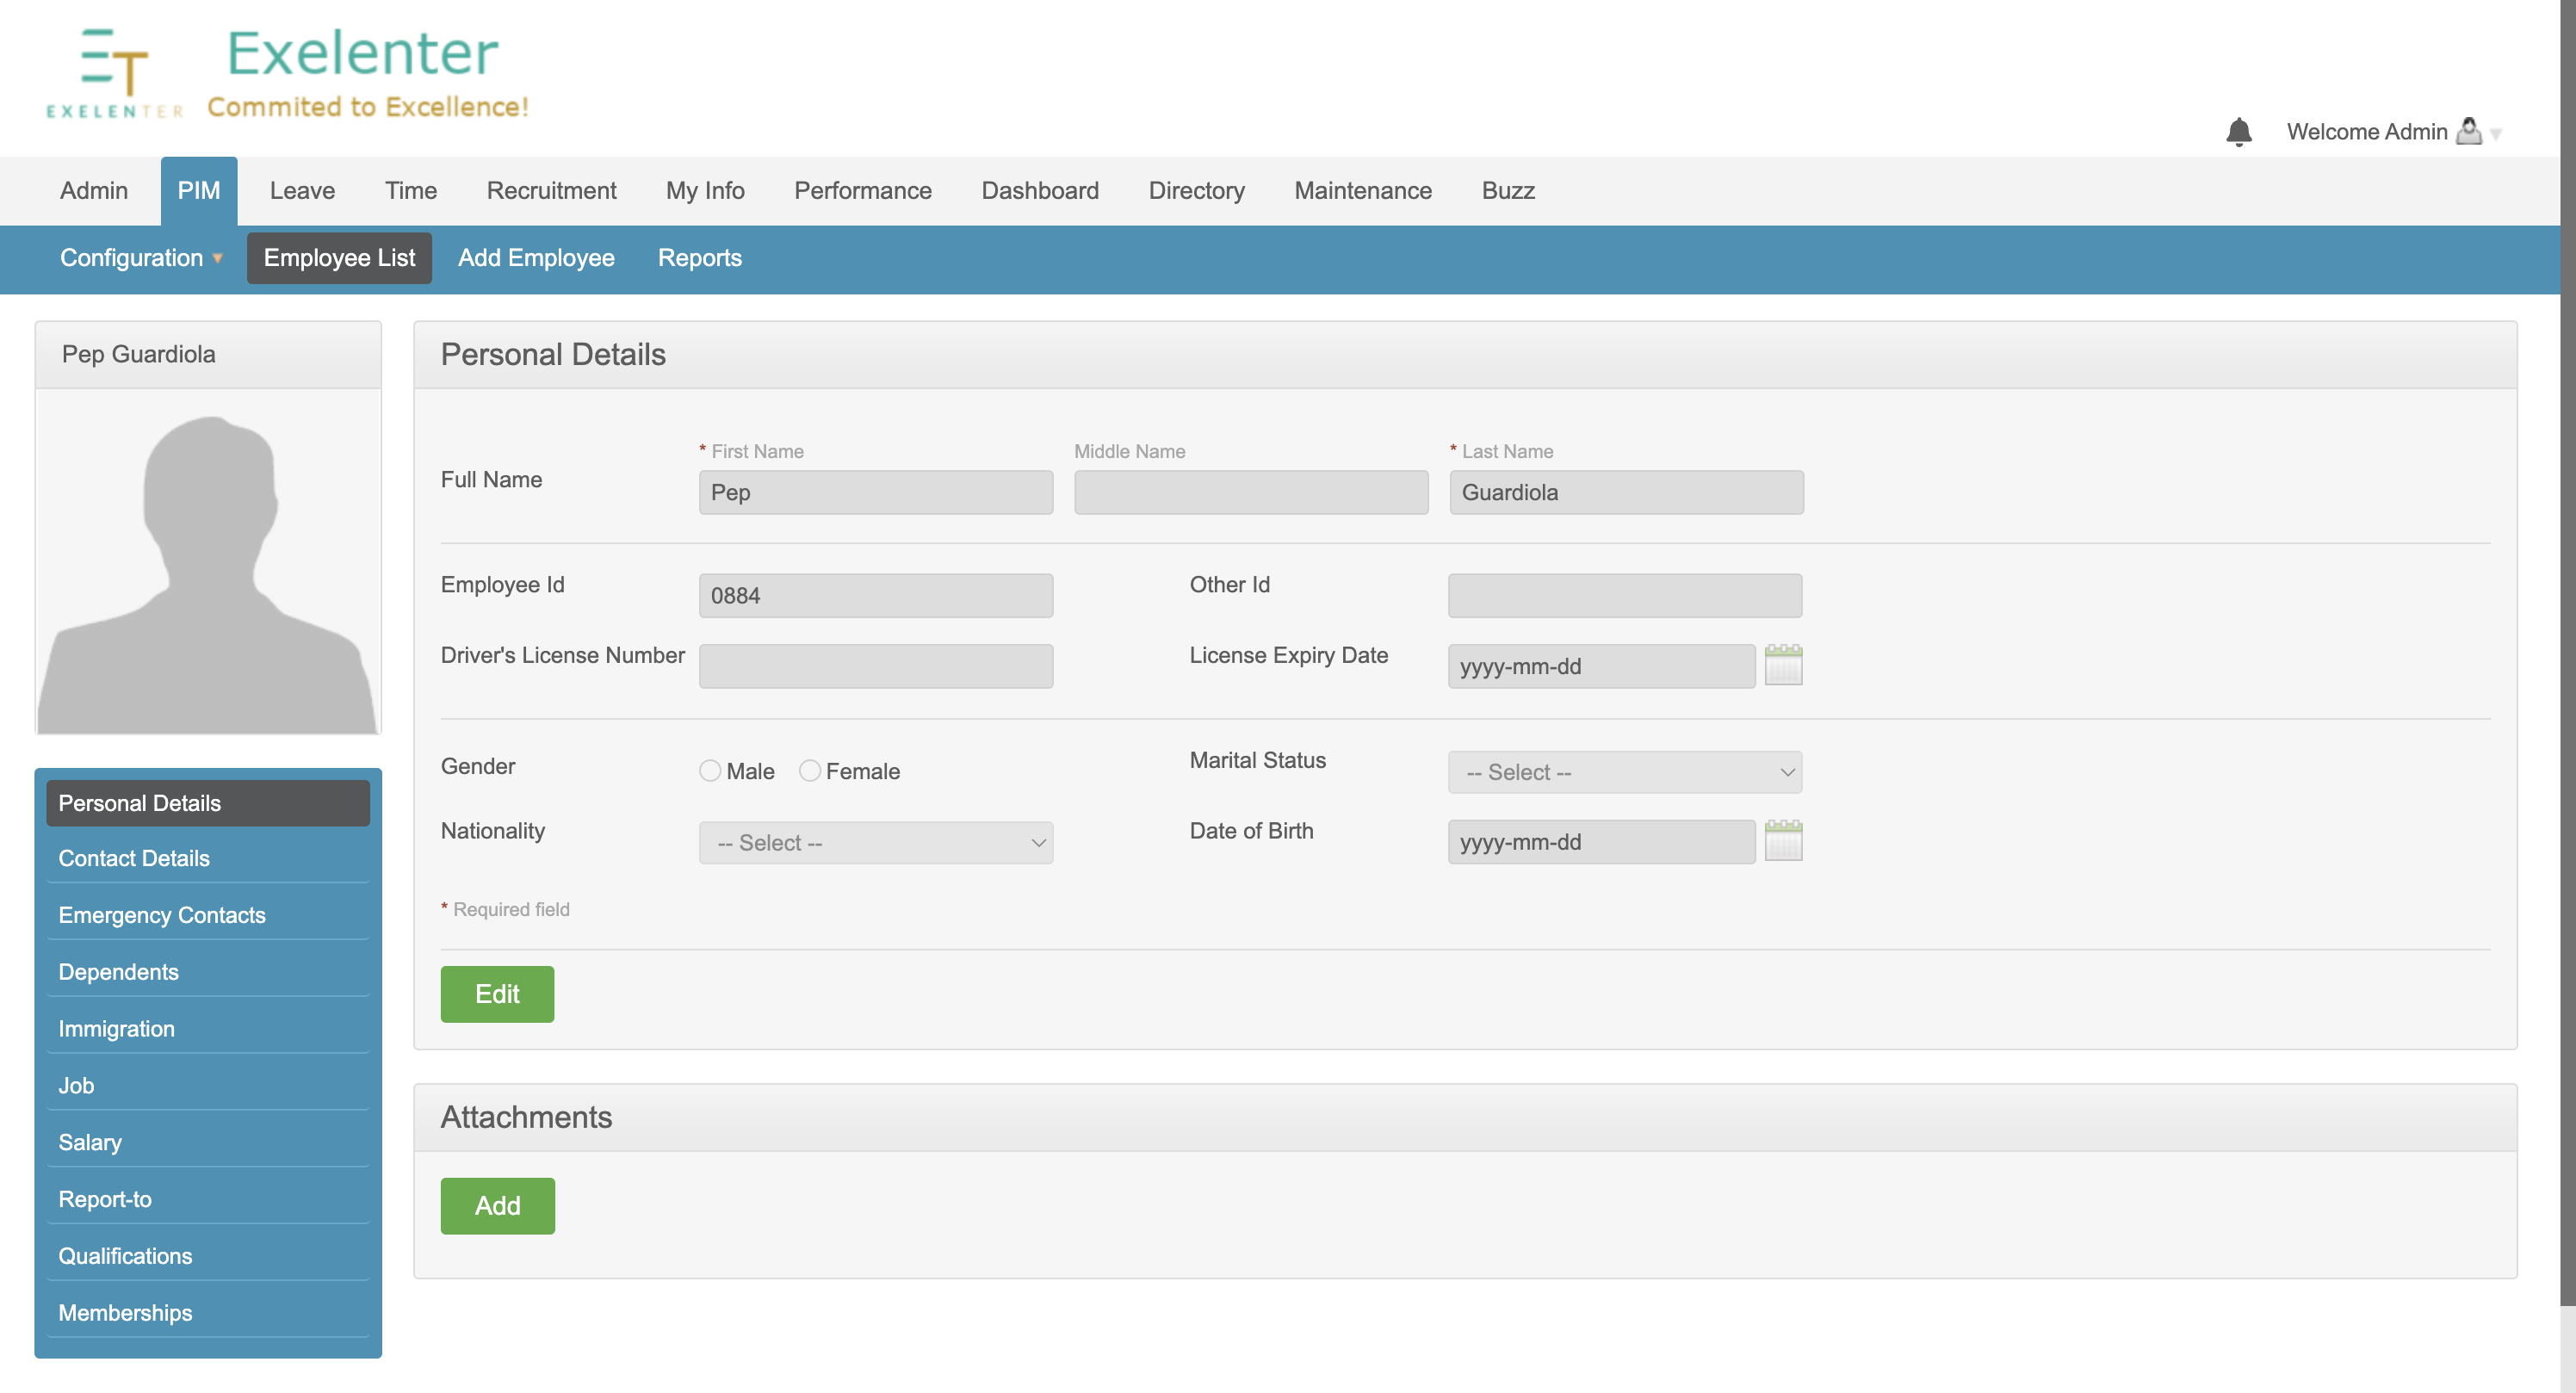 ET
EXELENTER
Exelenter
Commited to Excellence!
Welcome Admin
Admin PIM Leave Time Recruitment My Info Performance Dashboard Directory Maintenance Buzz
Configuration Employee List Add Employee Reports
Pep Guardiola
Personal Details
Contact Details
Emergency Contacts
Dependents
Immigration
Job
Salary
Report-to
Qualifications
Memberships
Personal Details
* First Name Middle Name * Last Name
Full Name Pep Guardiola
Employee Id 0884 Other Id
Driver's License Number License Expiry Date yyyy-mm-dd
Gender Male Female Marital Status -- Select --
Nationality -- Select -- Date of Birth yyyy-mm-dd
* Required field
Edit
Attachments
Add